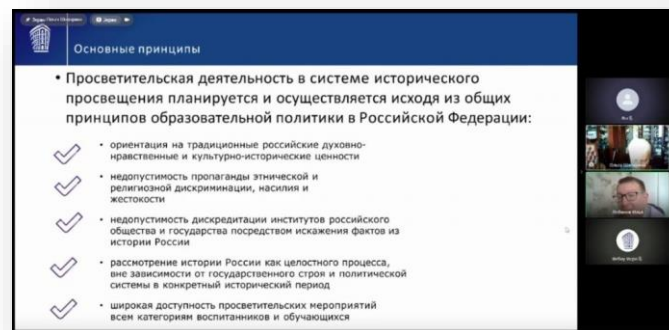 Экран
Основные принципы
• Просветительская деятельность в системе исторического
просвещения планируется и осуществляется исходя из общих
принципов образовательной политики в Российской Федерации:
• ориентация на традиционные российские духовно-
нравственные и культурно-исторические ценности
• недопустимость пропаганды этнической и
религиозной дискриминации, насилия и
жестокости
• недопустимость дискредитации институтов российского
общества и государства посредством искажения фактов из
истории России
• рассмотрение истории России как целостного процесса,
вне зависимости от государственного строя и политической
системы в конкретный исторический период
• широкая доступность просветительских мероприятий
всем категориям воспитанников и обучающихся